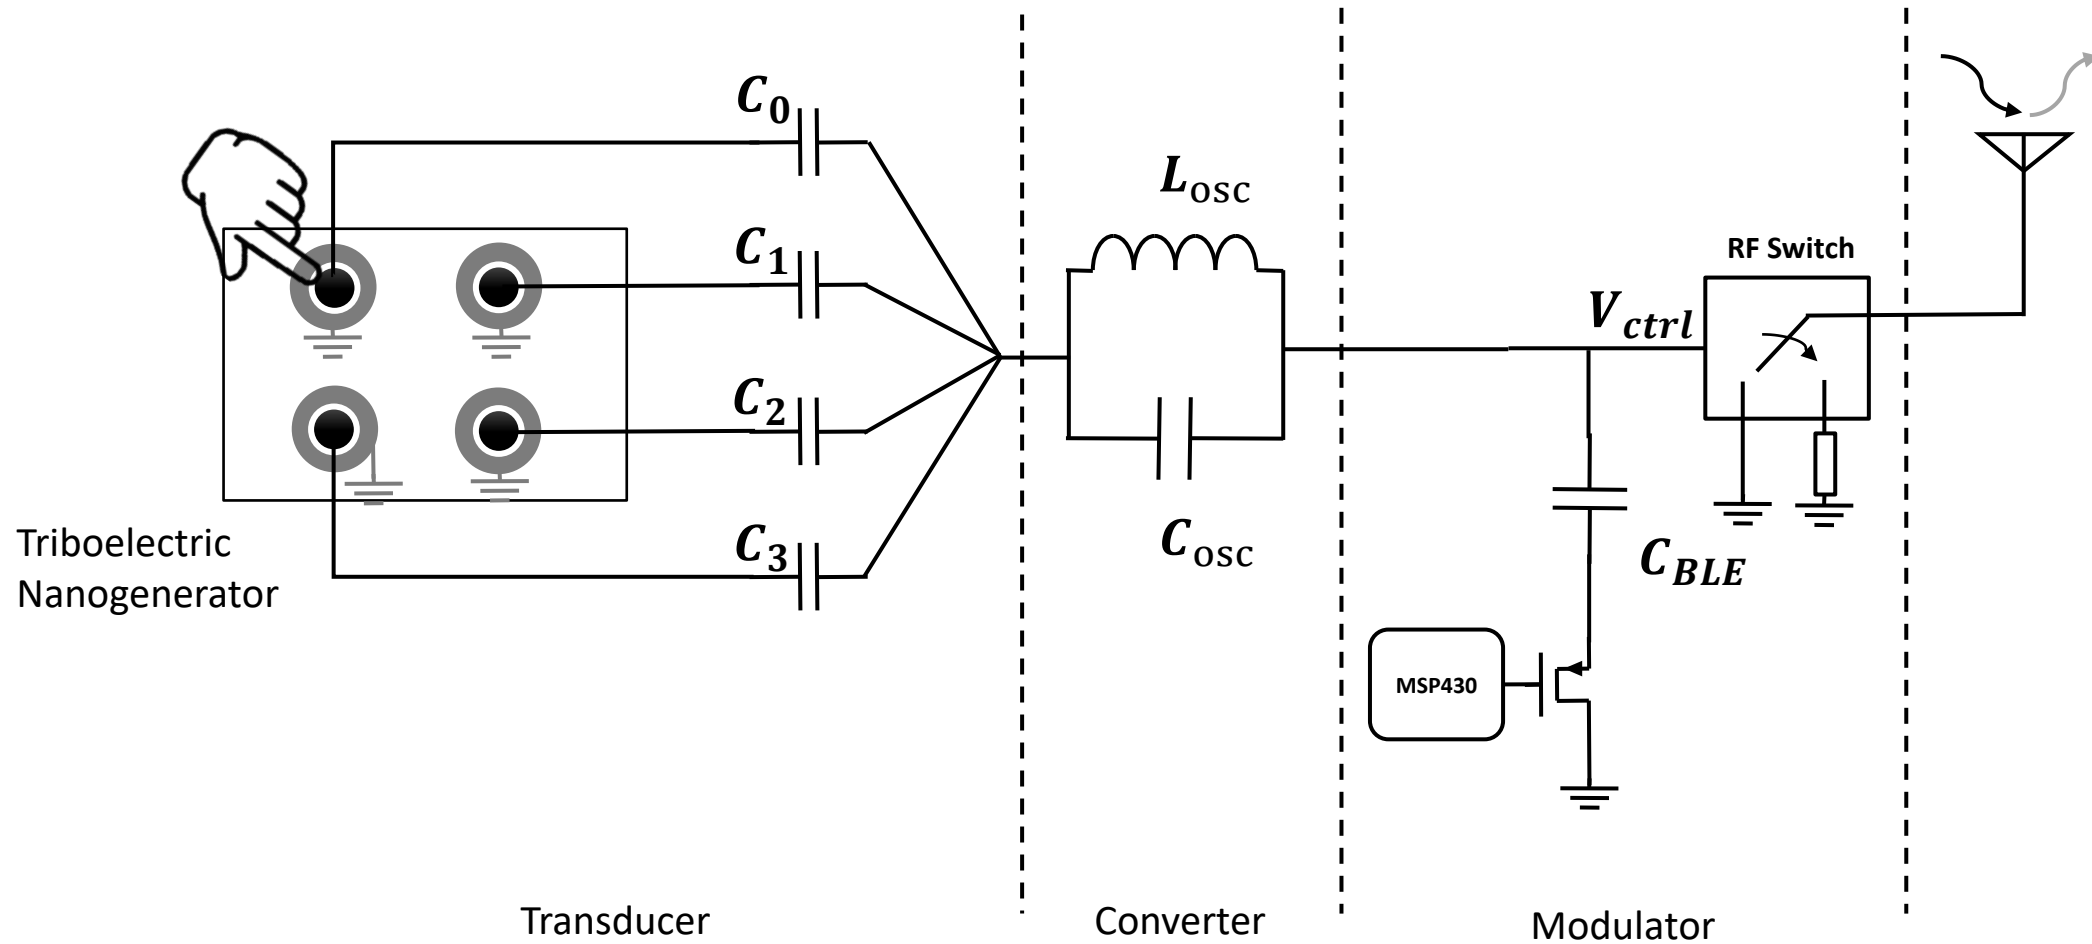 C0
C1
C2
C3
Triboelectric
Nanogenerator
Losc
Cosc
RF Switch
Vctrl
CBLE
MSP430
Transducer
Converter
Modulator